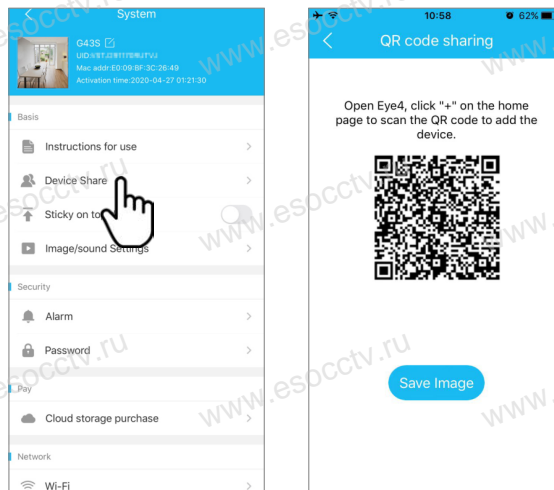 System
G43S
UID:
Mac addr:E0:09:BF:3C:26:49
Activation time:2020-04-27 01:21:30
Basis
Instructions for use
Device Share
Sticky on to
Image/sound Settings
Security
Alarm
Password
Pay
Cloud storage purchase
Network
Wi-Fi
10:58
62%
QR code sharing
Open Eye4, click "+" on the home
page to scan the QR code to add the
device.
Save Image
www.esocctv.ru